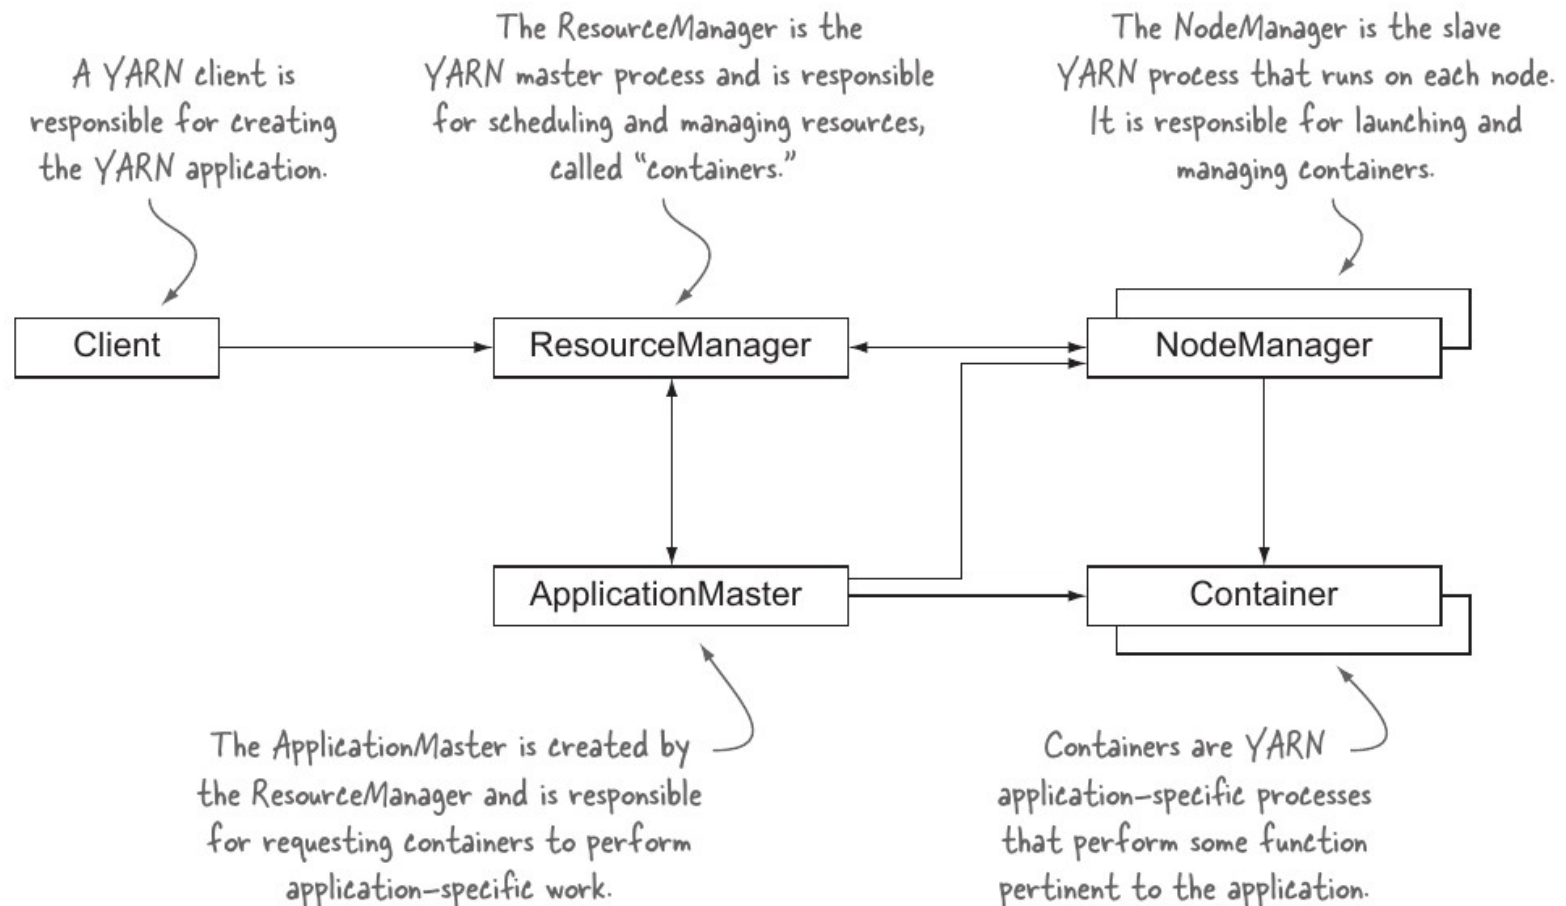 A YARN client is
responsible for creating
the YARN application.
The ResourceManager is the
YARN master process and is responsible
for scheduling and managing resources,
called “containers.”
The NodeManager is the slave
YARN process that runs on each node.
It is responsible for launching and
managing containers.
Client
ResourceManager
NodeManager
ApplicationMaster
Container
The ApplicationMaster is created by
the ResourceManager and is responsible
for requesting containers to perform
application-specific work.
Containers are YARN
application-specific processes
that perform some function
pertinent to the application.